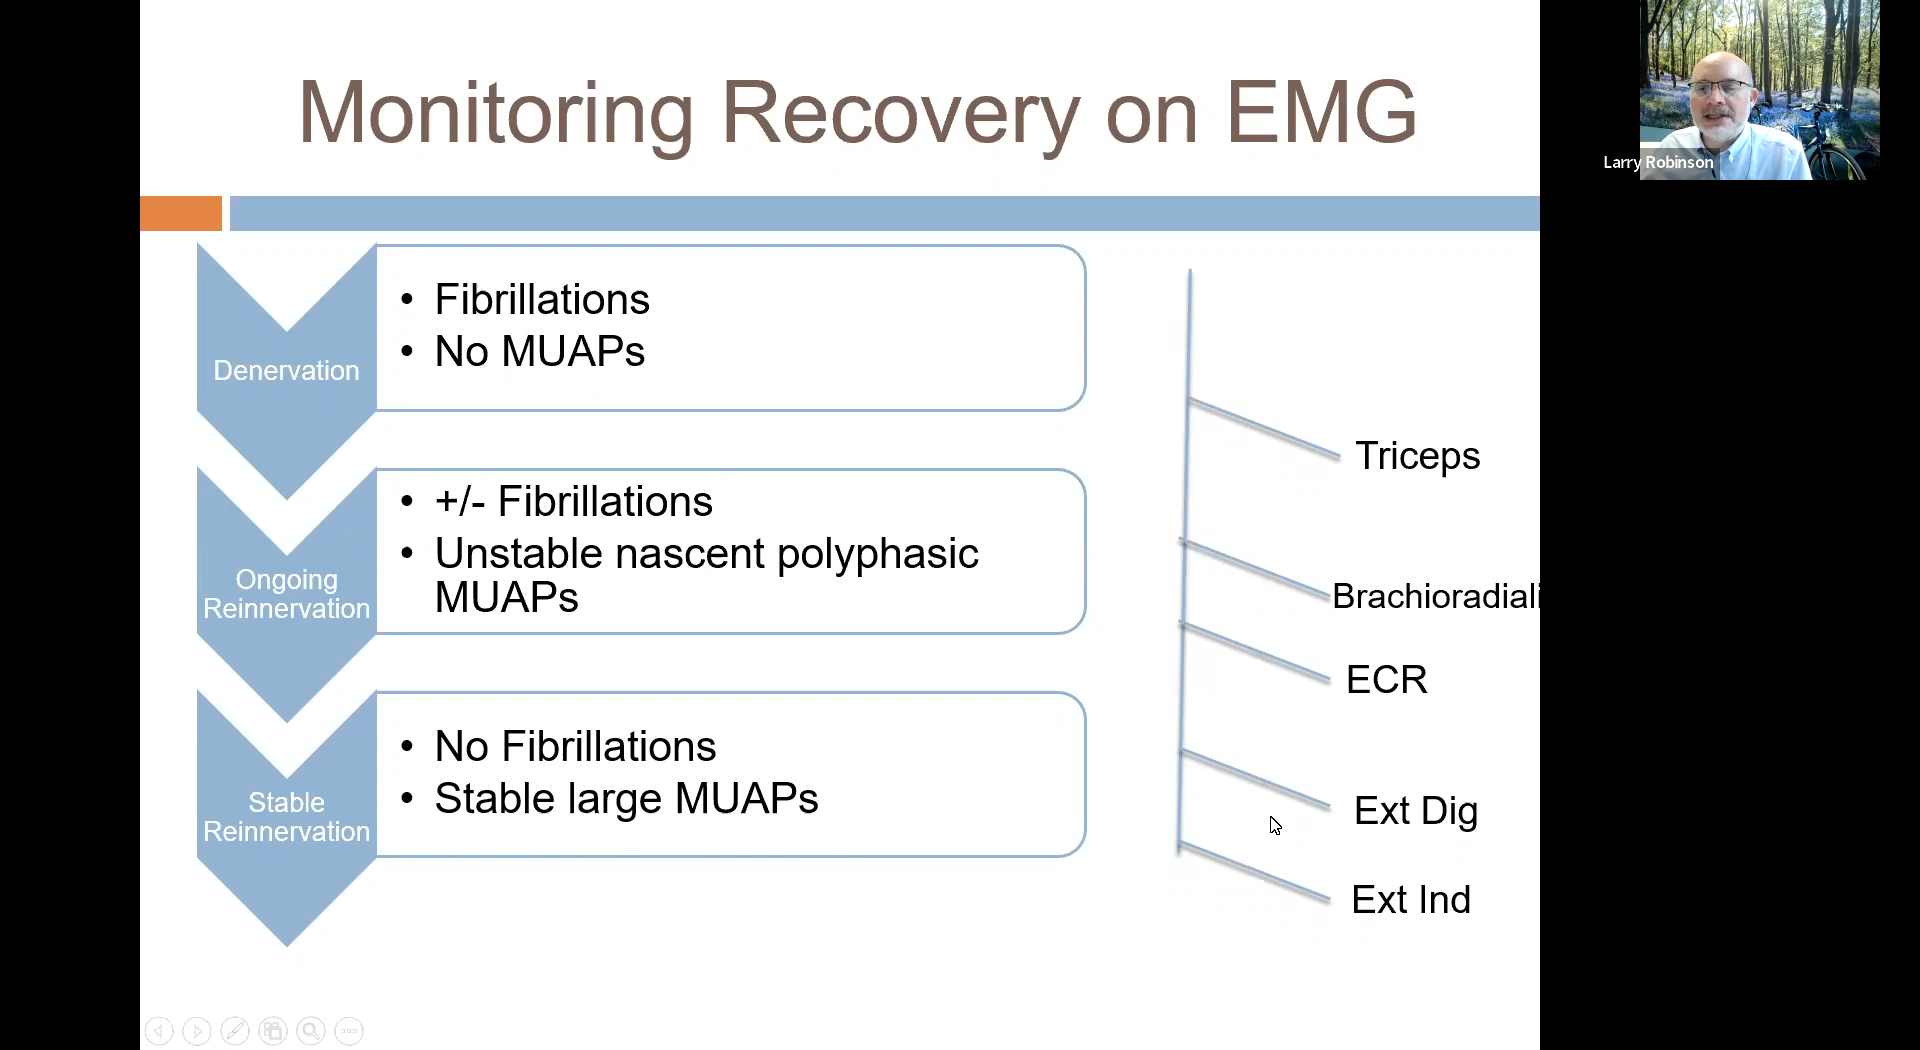 Monitoring Recovery on EMG
Larry Robinson
Denervation
• Fibrillations
• No MUAPs
Ongoing
Reinnervation
• +/- Fibrillations
• Unstable nascent polyphasic
MUAPs
Stable
Reinnervation
• No Fibrillations
• Stable large MUAPs
Triceps
Brachioradiali
ECR
Ext Dig
Ext Ind